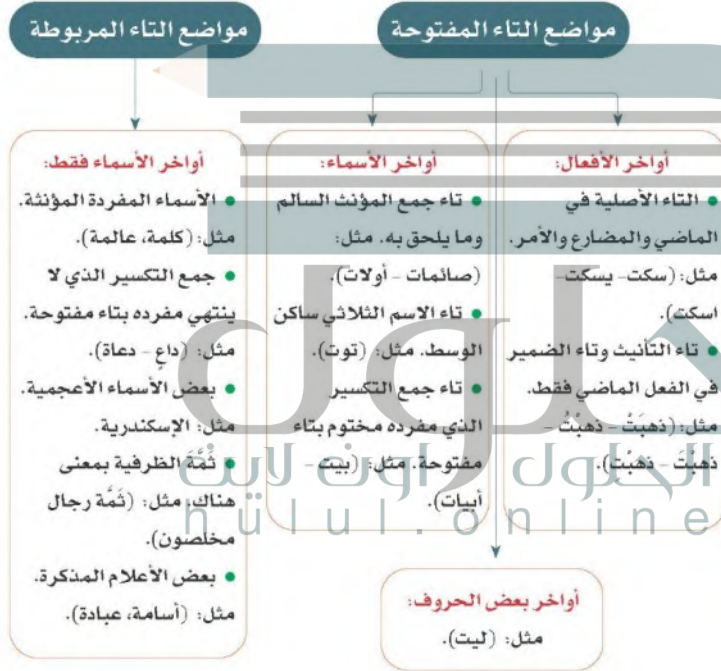 مواضع التاء المفتوحة
أواخر الأفعال:
• التاء الأصلية في
الماضي والمضارع والأمر.
مثل: (سكت- يسكت-
اسكت).
• تاء التأنيث وتاء الضمير
في الفعل الماضي فقط.
مثل: (ذهبَتْ - ذهبْتُ -
ذهبْتَ - ذهبْتِ).
أواخر الأسماء:
• تاء جمع المؤنث السالم
وما يلحق به. مثل:
(صائمات - أولات).
• تاء الاسم الثلاثي ساكن
الوسط. مثل: (توت).
• تاء جمع التكسير
الذي مفرده مختوم بتاء
مفتوحة. مثل: (بيت -
أبيات).
أواخر بعض الحروف:
مثل: (ليت).
مواضع التاء المربوطة
أواخر الأسماء فقط:
• الأسماء المفردة المؤنثة.
مثل: (كلمة، عالمة).
• جمع التكسير الذي لا
ينتهي مفرده بتاء مفتوحة.
مثل: (داعٍ - دعاة).
• بعض الأسماء الأعجمية.
مثل: الإسكندرية.
• ثَمَّةَ الظرفية بمعنى
هناك، مثل: (ثَمَّة رجال
مخلصون).
• بعض الأعلام المذكرة.
مثل: (أسامة، عبادة).
حلول
الحلول اون لاين
hulul.online